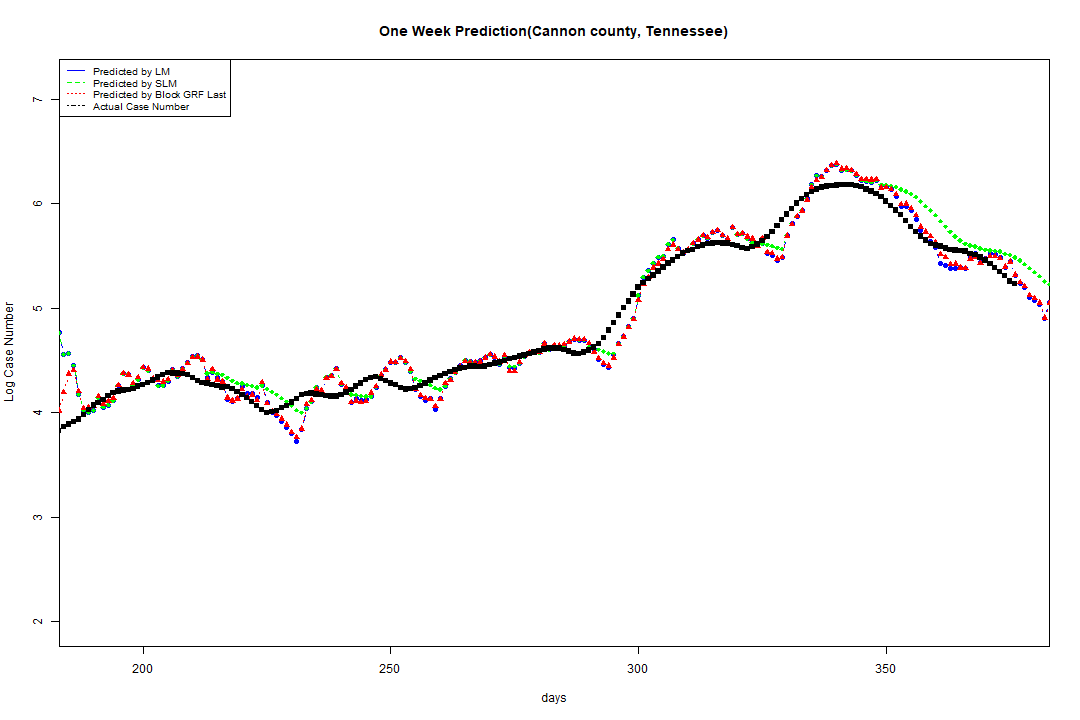 One Week Prediction(Cannon county, Tennessee)
Predicted by LM
Predicted by SLM
Predicted by Block GRF Last
Actual Case Number
7
6
5
4
3
2
Log Case Number
200 250 300 350
days